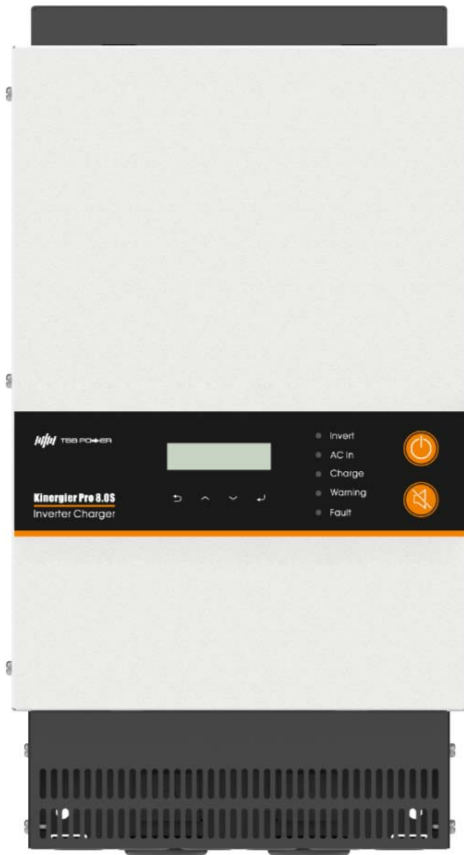 TBB POWER
Kinergier Pro 8.0S
Inverter Charger
Invert
AC in
Charge
Warning
Fault